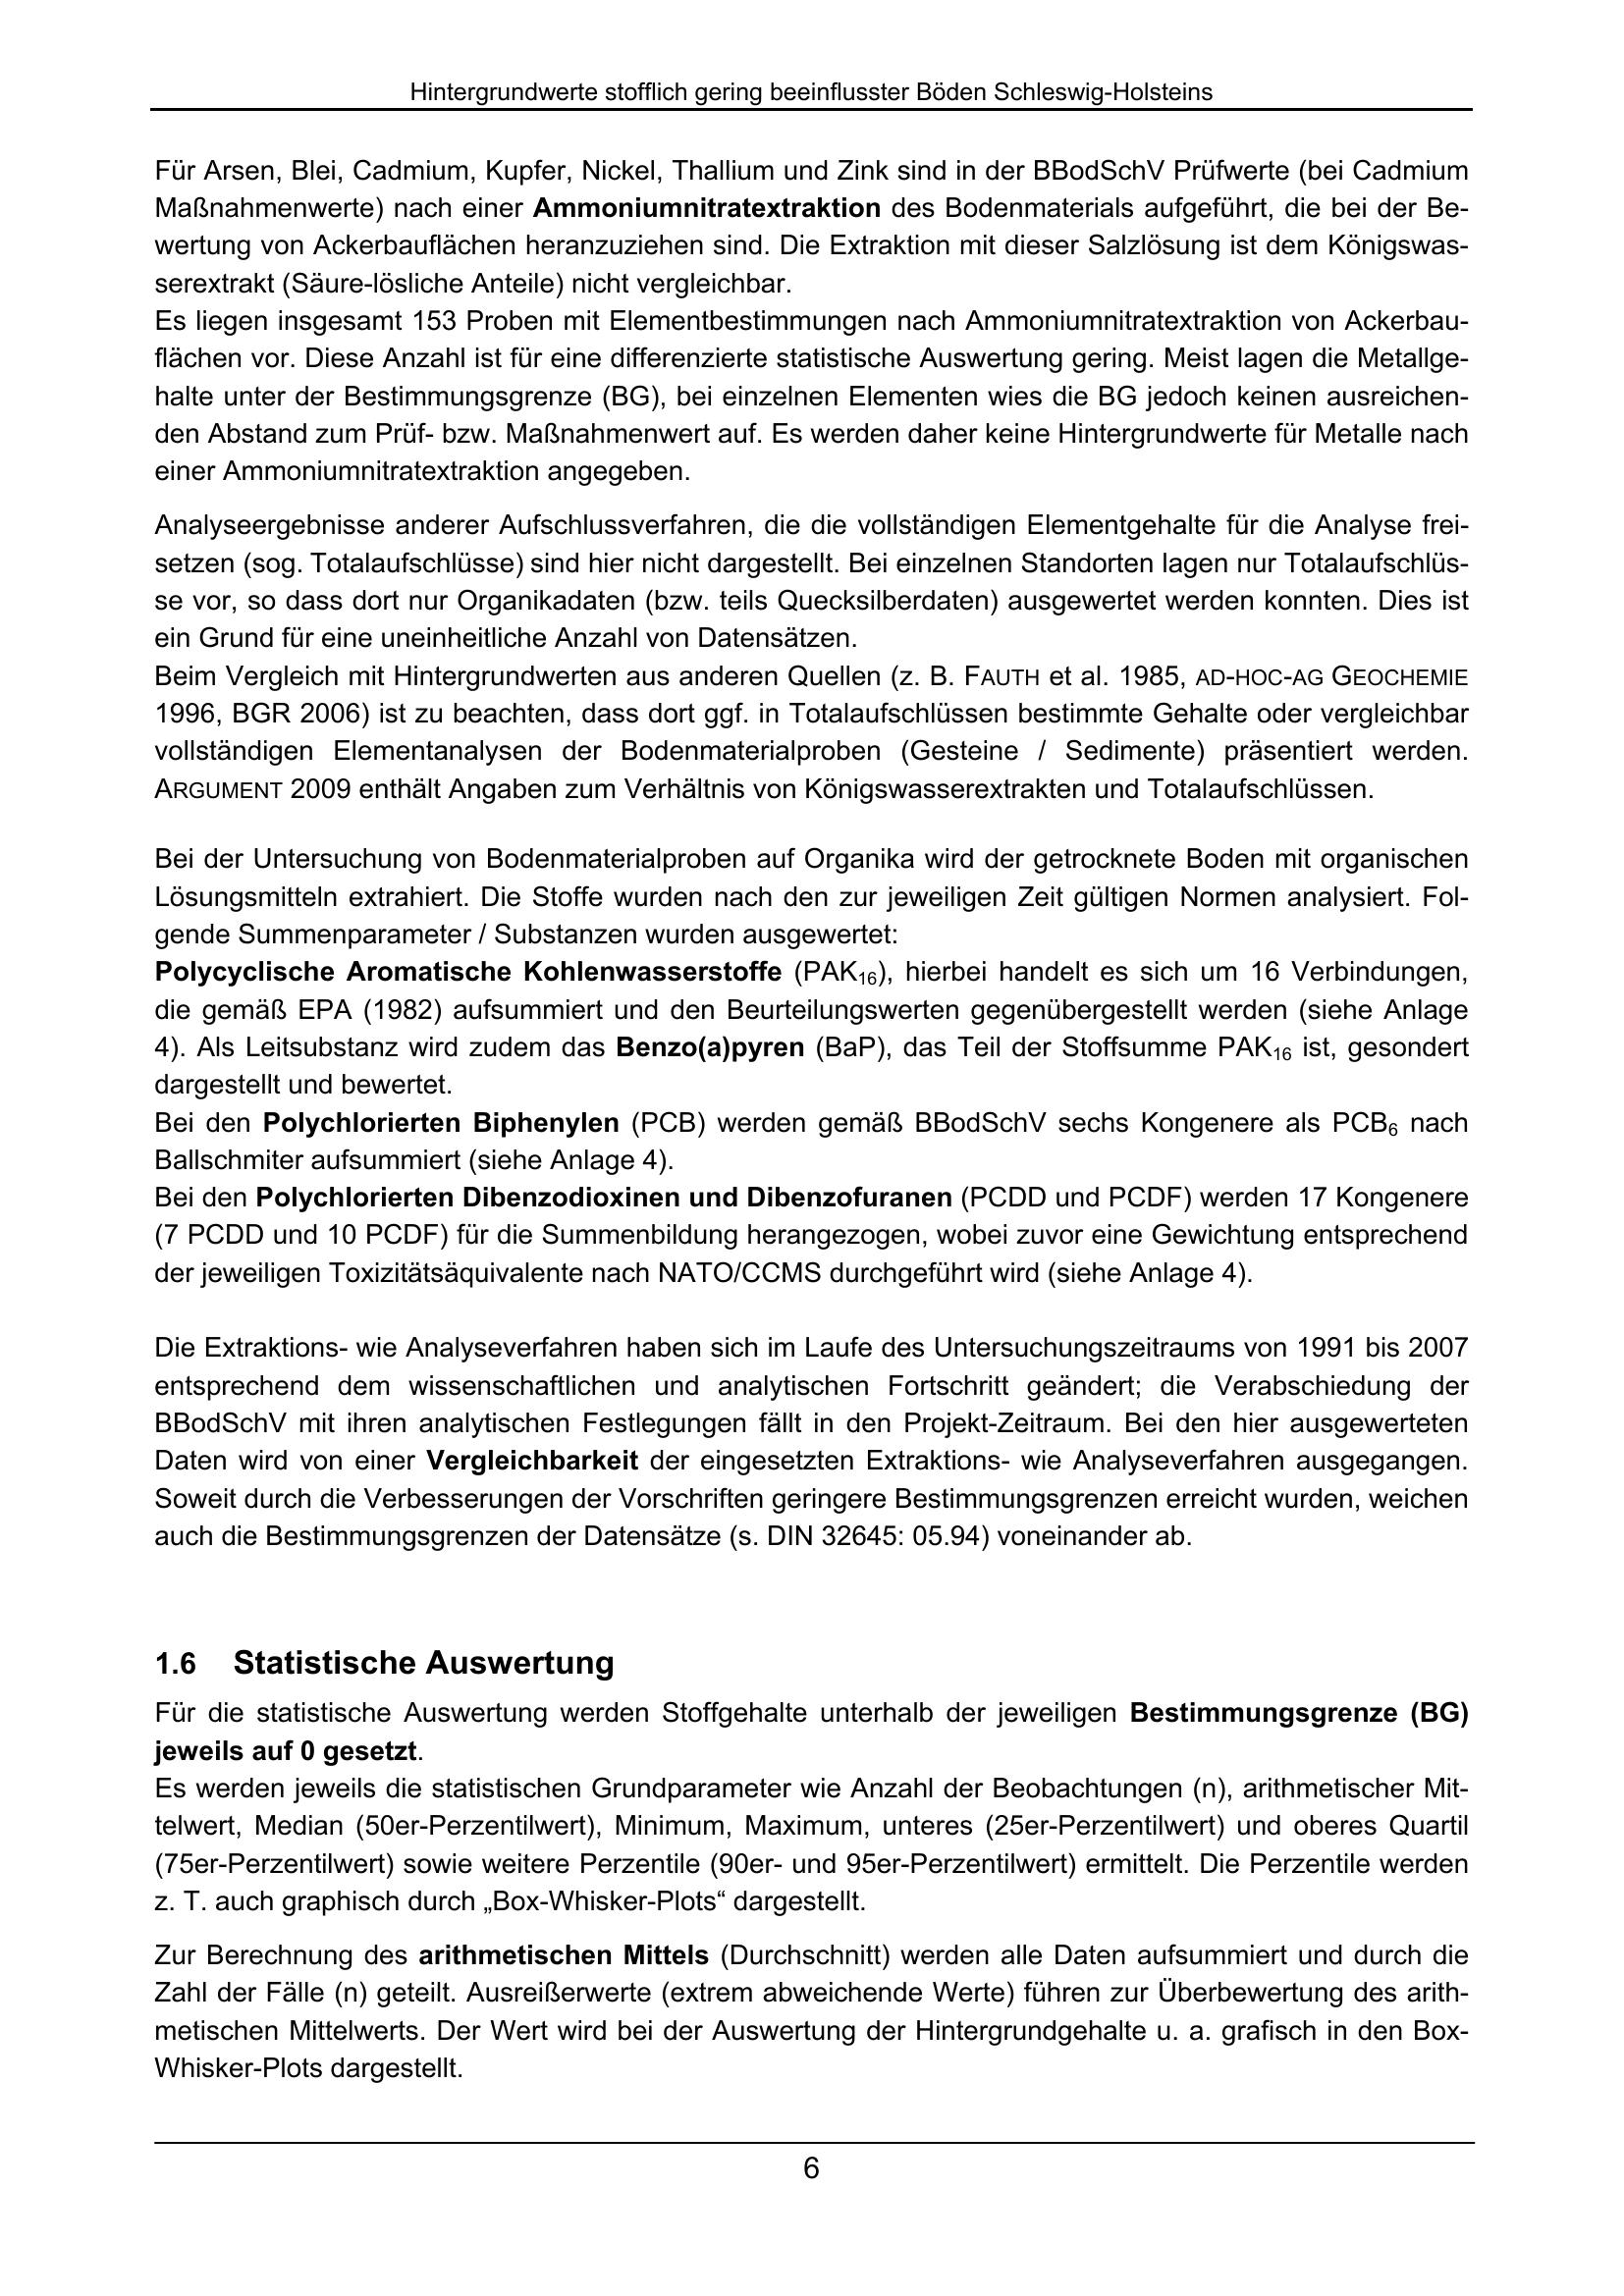 Hintergrundwerte stofflich gering beeinflusster Böden Schleswig-Holsteins
Für Arsen, Blei, Cadmium, Kupfer, Nickel, Thallium und Zink sind in der BBodSchV Prüfwerte (bei Cadmium
Maßnahmenwerte) nach einer Ammoniumnitratextraktion des Bodenmaterials aufgeführt, die bei der Be-
wertung von Ackerbauflächen heranzuziehen sind. Die Extraktion mit dieser Salzlösung ist dem Königswas-
serextrakt (Säure-lösliche Anteile) nicht vergleichbar.
Es liegen insgesamt 153 Proben mit Elementbestimmungen nach Ammoniumnitratextraktion von Ackerbau-
flächen vor. Diese Anzahl ist für eine differenzierte statistische Auswertung gering. Meist lagen die Metallge-
halte unter der Bestimmungsgrenze (BG), bei einzelnen Elementen wies die BG jedoch keinen ausreichen-
den Abstand zum Prüf- bzw. Maßnahmenwert auf. Es werden daher keine Hintergrundwerte für Metalle nach
einer Ammoniumnitratextraktion angegeben.
Analyseergebnisse anderer Aufschlussverfahren, die die vollständigen Elementgehalte für die Analyse frei-
setzen (sog. Totalaufschlüsse) sind hier nicht dargestellt. Bei einzelnen Standorten lagen nur Totalaufschlüs-
se vor, so dass dort nur Organikadaten (bzw. teils Quecksilberdaten) ausgewertet werden konnten. Dies ist
ein Grund für eine uneinheitliche Anzahl von Datensätzen.
Beim Vergleich mit Hintergrundwerten aus anderen Quellen (z. B. FAUTH et al. 1985, AD-HOC-AG GEOCHEMIE
1996, BGR 2006) ist zu beachten, dass dort ggf. in Totalaufschlüssen bestimmte Gehalte oder vergleichbar
vollständigen Elementanalysen der Bodenmaterialproben (Gesteine / Sedimente) präsentiert werden.
ARGUMENT 2009 enthält Angaben zum Verhältnis von Königswasserextrakten und Totalaufschlüssen.
Bei der Untersuchung von Bodenmaterialproben auf Organika wird der getrocknete Boden mit organischen
Lösungsmitteln extrahiert. Die Stoffe wurden nach den zur jeweiligen Zeit gültigen Normen analysiert. Fol-
gende Summenparameter / Substanzen wurden ausgewertet:
Polycyclische Aromatische Kohlenwasserstoffe (PAK16), hierbei handelt es sich um 16 Verbindungen,
die gemäß EPA (1982) aufsummiert und den Beurteilungswerten gegenübergestellt werden (siehe Anlage
4). Als Leitsubstanz wird zudem das Benzo(a)pyren (BaP), das Teil der Stoffsumme PAK16 ist, gesondert
dargestellt und bewertet.
Bei den Polychlorierten Biphenylen (PCB) werden gemäß BBodSchV sechs Kongenere als PCB6 nach
Ballschmiter aufsummiert (siehe Anlage 4).
Bei den Polychlorierten Dibenzodioxinen und Dibenzofuranen (PCDD und PCDF) werden 17 Kongenere
(7 PCDD und 10 PCDF) für die Summenbildung herangezogen, wobei zuvor eine Gewichtung entsprechend
der jeweiligen Toxizitätsäquivalente nach NATO/CCMS durchgeführt wird (siehe Anlage 4).
Die Extraktions- wie Analyseverfahren haben sich im Laufe des Untersuchungszeitraums von 1991 bis 2007
entsprechend dem wissenschaftlichen und analytischen Fortschritt geändert; die Verabschiedung der
BBodSchV mit ihren analytischen Festlegungen fällt in den Projekt-Zeitraum. Bei den hier ausgewerteten
Daten wird von einer Vergleichbarkeit der eingesetzten Extraktions- wie Analyseverfahren ausgegangen.
Soweit durch die Verbesserungen der Vorschriften geringere Bestimmungsgrenzen erreicht wurden, weichen
auch die Bestimmungsgrenzen der Datensätze (s. DIN 32645: 05.94) voneinander ab.
1.6 Statistische Auswertung
Für die statistische Auswertung werden Stoffgehalte unterhalb der jeweiligen Bestimmungsgrenze (BG)
jeweils auf 0 gesetzt.
Es werden jeweils die statistischen Grundparameter wie Anzahl der Beobachtungen (n), arithmetischer Mit-
telwert, Median (50er-Perzentilwert), Minimum, Maximum, unteres (25er-Perzentilwert) und oberes Quartil
(75er-Perzentilwert) sowie weitere Perzentile (90er- und 95er-Perzentilwert) ermittelt. Die Perzentile werden
z. T. auch graphisch durch „Box-Whisker-Plots“ dargestellt.
Zur Berechnung des arithmetischen Mittels (Durchschnitt) werden alle Daten aufsummiert und durch die
Zahl der Fälle (n) geteilt. Ausreißerwerte (extrem abweichende Werte) führen zur Überbewertung des arith-
metischen Mittelwerts. Der Wert wird bei der Auswertung der Hintergrundgehalte u. a. grafisch in den Box-
Whisker-Plots dargestellt.
6